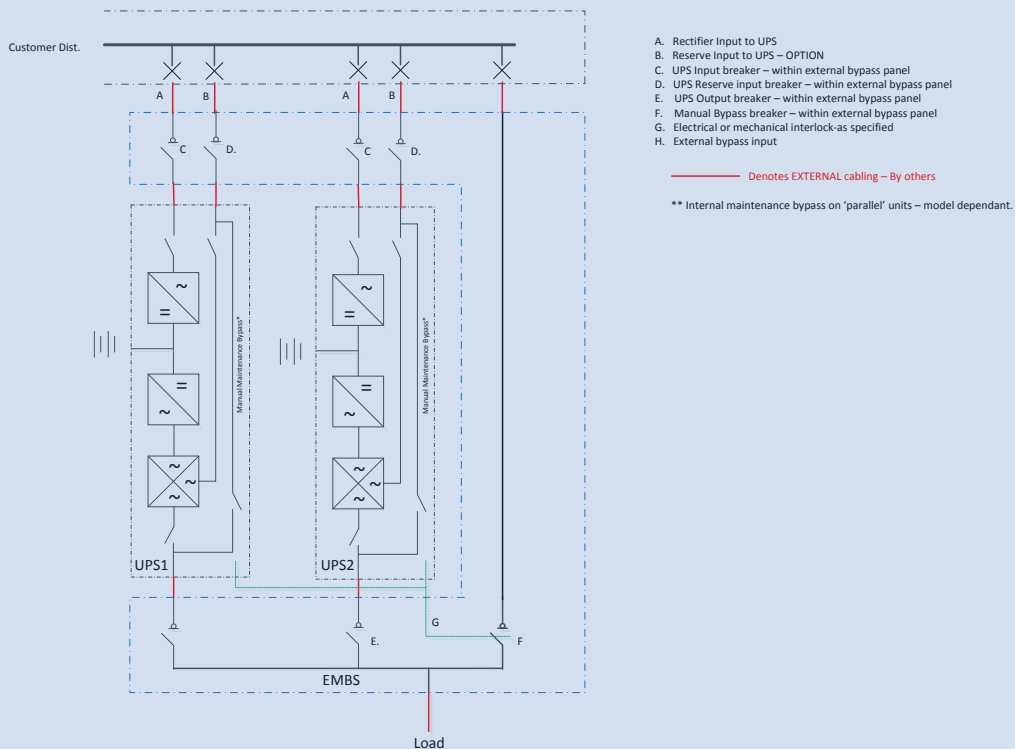 Customer Dist.
A
B
A
B
C
D.
C
D.
A. Rectifier Input to UPS
B. Reserve Input to UPS – OPTION
C. UPS Input breaker – within external bypass panel
D. UPS Reserve input breaker – within external bypass panel
E. UPS Output breaker – within external bypass panel
F. Manual Bypass breaker – within external bypass panel
G. Electrical or mechanical interlock-as specified
H. External bypass input
Denotes EXTERNAL cabling – By others
** Internal maintenance bypass on ‘parallel’ units – model dependant.
Manual Maintenance Bypass*
Manual Maintenance Bypass*
UPS1
UPS2
G
E.
F
EMBS
Load